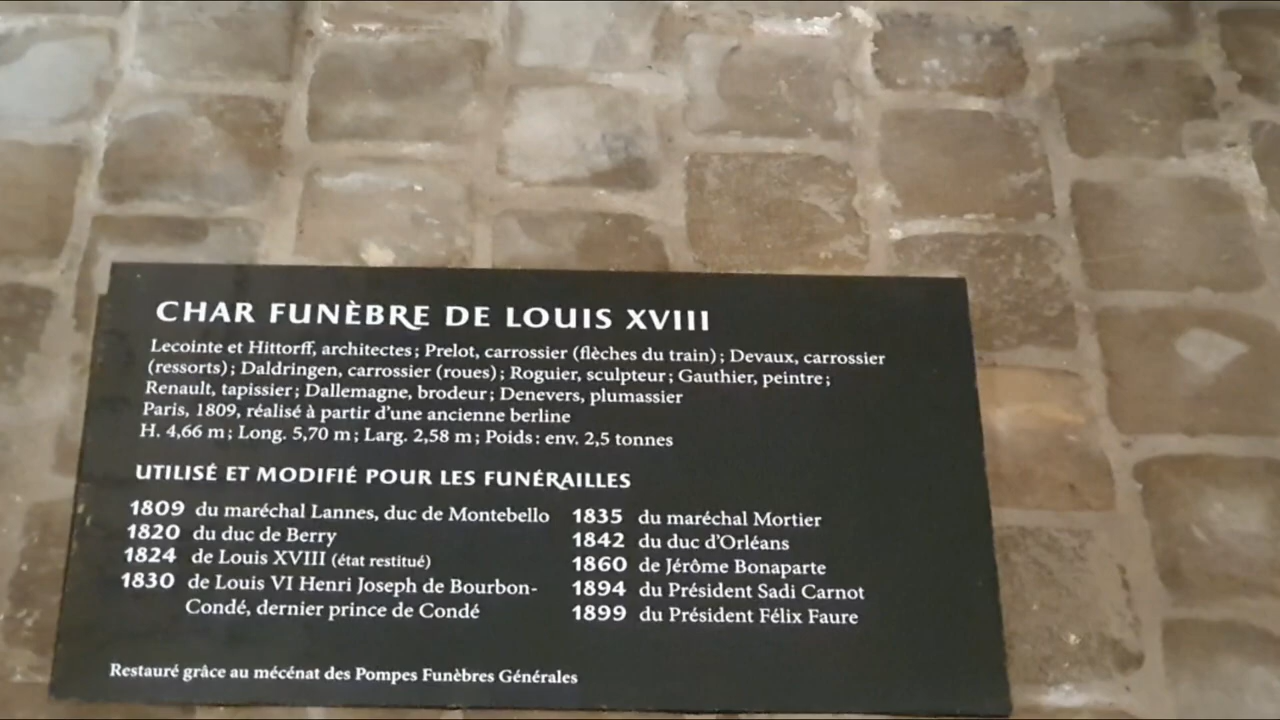 CHAR FUNÈBRE DE LOUIS XVIII
Lecointe et Hittorff, architectes ; Prelot, carrossier (flèches du train) ; Devaux, carrossier
(ressorts) ; Daldringen, carrossier (roues) ; Roguier, sculpteur ; Gauthier, peintre ;
Renault, tapissier ; Dallemagne, brodeur ; Denevers, plumassier
Paris, 1809, réalisé à partir d'une ancienne berline
H. 4,66 m ; Long. 5,70 m ; Larg. 2,58 m ; Poids : env. 2,5 tonnes
UTILISÉ ET MODIFIÉ POUR LES FUNÉRAILLES
1809 du maréchal Lannes, duc de Montebello
1820 du duc de Berry
1824 de Louis XVIII (état restitué)
1830 de Louis VI Henri Joseph de Bourbon-
Condé, dernier prince de Condé
1835 du maréchal Mortier
1842 du duc d'Orléans
1860 de Jérôme Bonaparte
1894 du Président Sadi Carnot
1899 du Président Félix Faure
Restauré grâce au mécénat des Pompes Funèbres Générales